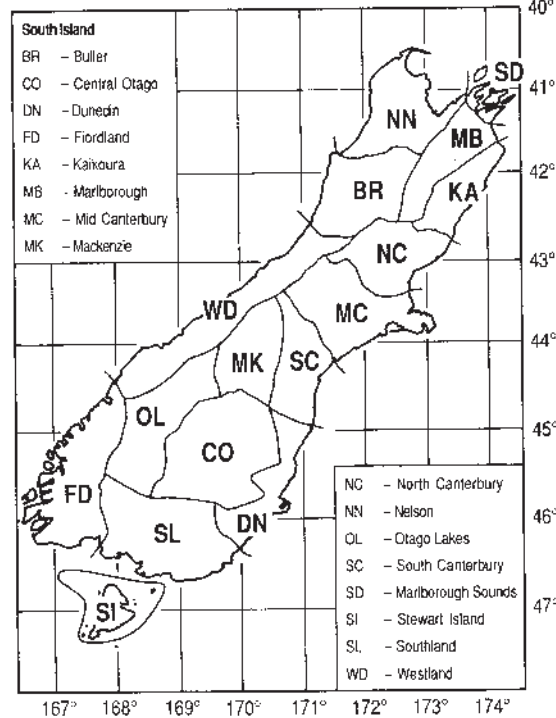 40°
South Island
BR – Buller
CO – Central Otago
DN – Dunedin
FD – Fiordland
KA – Kaikoura
MB - Marlborough
MC – Mid Canterbury
MK – Mackenzie
SD
41°
NN
MB
42°
BR
KA
NC
43°
WD
MC
44°
MK
SC
OL
45°
CO
FD
SL
DN
46°
SI
47°
NC – North Canterbury
NN – Nelson
OL – Otago Lakes
SC – South Canterbury
SD – Marlborough Sounds
SI – Stewart Island
SL – Southland
WD – Westland
167° 168° 169° 170° 171° 172° 173° 174°